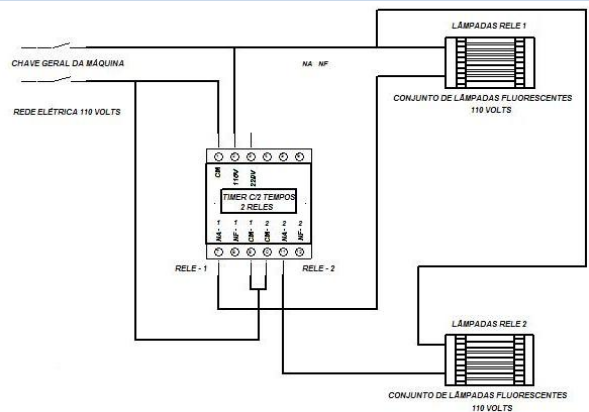 LÂMPADAS RELE 1
CHAVE GERAL DA MÁQUINA
NA NF
CONJUNTO DE LÂMPADAS FLUORESCENTES
110 VOLTS
REDE ELÉTRICA 110 VOLTS
CM 110V 220V
TIMER C/2 TEMPOS
2 RELES
1 1 1 2 2 2
NA- NF- CM- CM- NA- NF-
RELE - 1
RELE - 2
LÂMPADAS RELE 2
CONJUNTO DE LÂMPADAS FLUORESCENTES
110 VOLTS